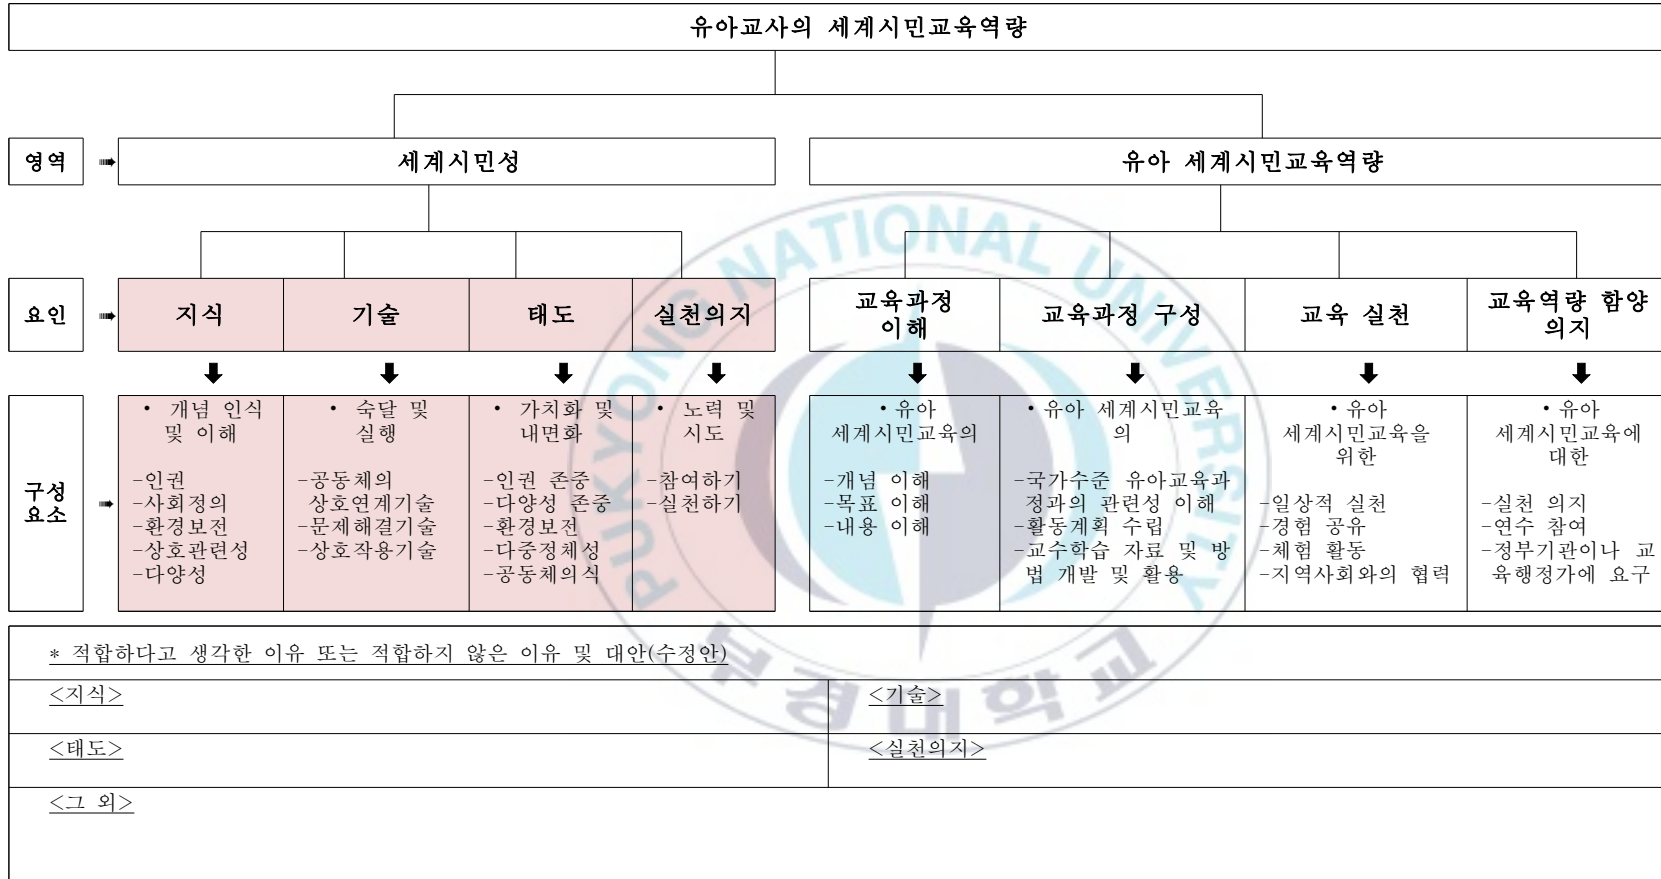 유아교사의 세계시민교육역량
영역 ➠ 세계시민성 유아 세계시민교육역량
요인 ➠ 지식 기술 태도 실천의지 교육과정 이해 교육과정 구성 교육 실천 교육역량 함양 의지
구성
요소
➠
• 개념 인식
및 이해
-인권
-사회정의
-환경보전
-상호관련성
-다양성
• 숙달 및
실행
-공동체의
상호연계기술
-문제해결기술
-상호작용기술
• 가치화 및
내면화
-인권 존중
-다양성 존중
-환경보전
-다중정체성
-공동체의식
• 노력 및
시도
-참여하기
-실천하기
• 유아
세계시민교육의
-개념 이해
-목표 이해
-내용 이해
• 유아 세계시민교육
의
-국가수준 유아교육과
정과의 관련성 이해
-활동계획 수립
-교수학습 자료 및 방
법 개발 및 활용
• 유아
세계시민교육을
위한
-일상적 실천
-경험 공유
-체험 활동
-지역사회와의 협력
• 유아
세계시민교육에
대한
-실천 의지
-연수 참여
-정부기관이나 교
육행정가에 요구
* 적합하다고 생각한 이유 또는 적합하지 않은 이유 및 대안(수정안)
<지식> <기술>
<태도> <실천의지>
<그 외>
PUKYONG NATIONAL UNIVERSITY
부경대학교